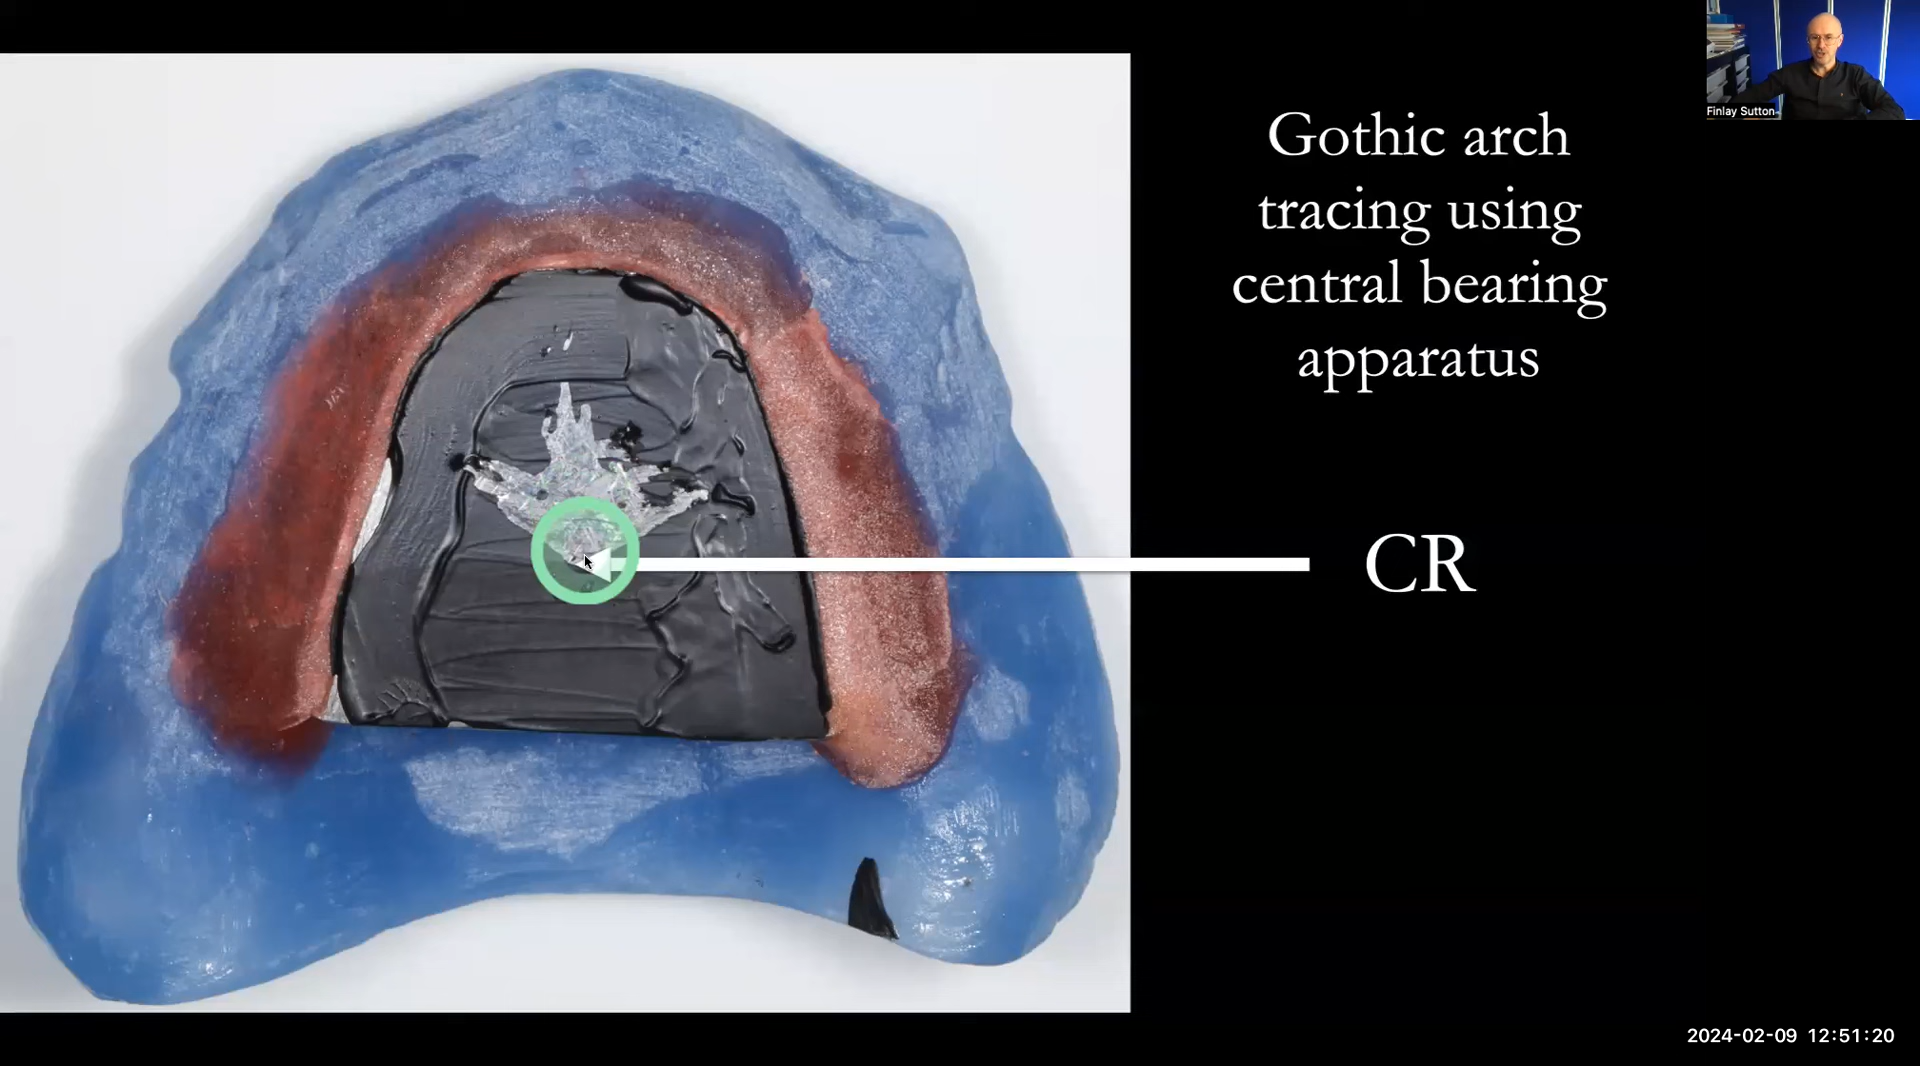 Finlay Sutton
Gothic arch
tracing using
central bearing
apparatus
CR
2024-02-09 12:51:20